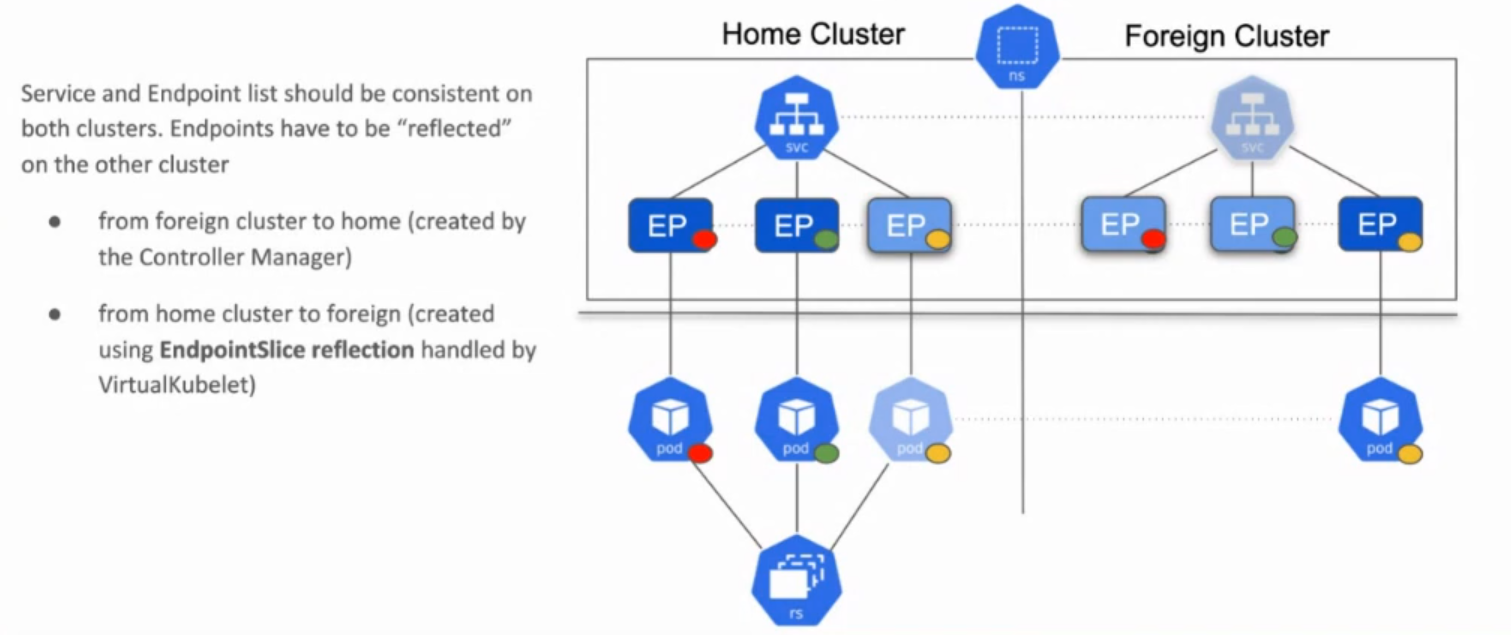 Home Cluster
Foreign Cluster
ns
Service and Endpoint list should be consistent on
both clusters. Endpoints have to be “reflected”
on the other cluster
● from foreign cluster to home (created by
the Controller Manager)
● from home cluster to foreign (created
using EndpointSlice reflection handled by
VirtualKubelet)
svc
svc
EP
EP
EP
EP
EP
EP
pod
pod
pod
pod
rs